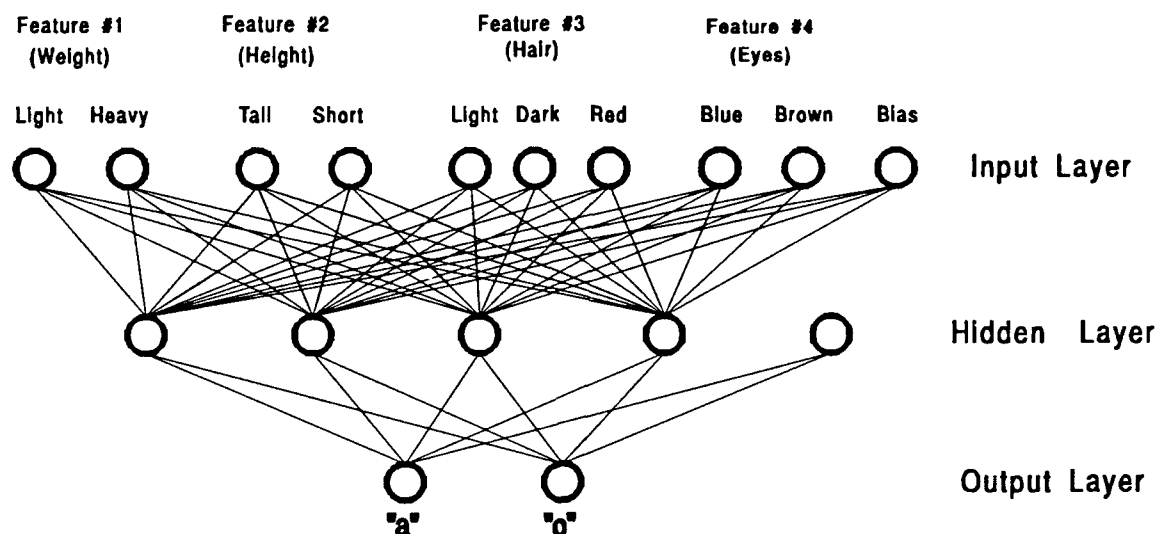 Feature #1 Feature #2 Feature #3 Feature #4
(Weight) (Height) (Hair) (Eyes)
Light Heavy Tall Short Light Dark Red Blue Brown Bias
Input Layer
Hidden Layer
Output Layer
"a" "o"